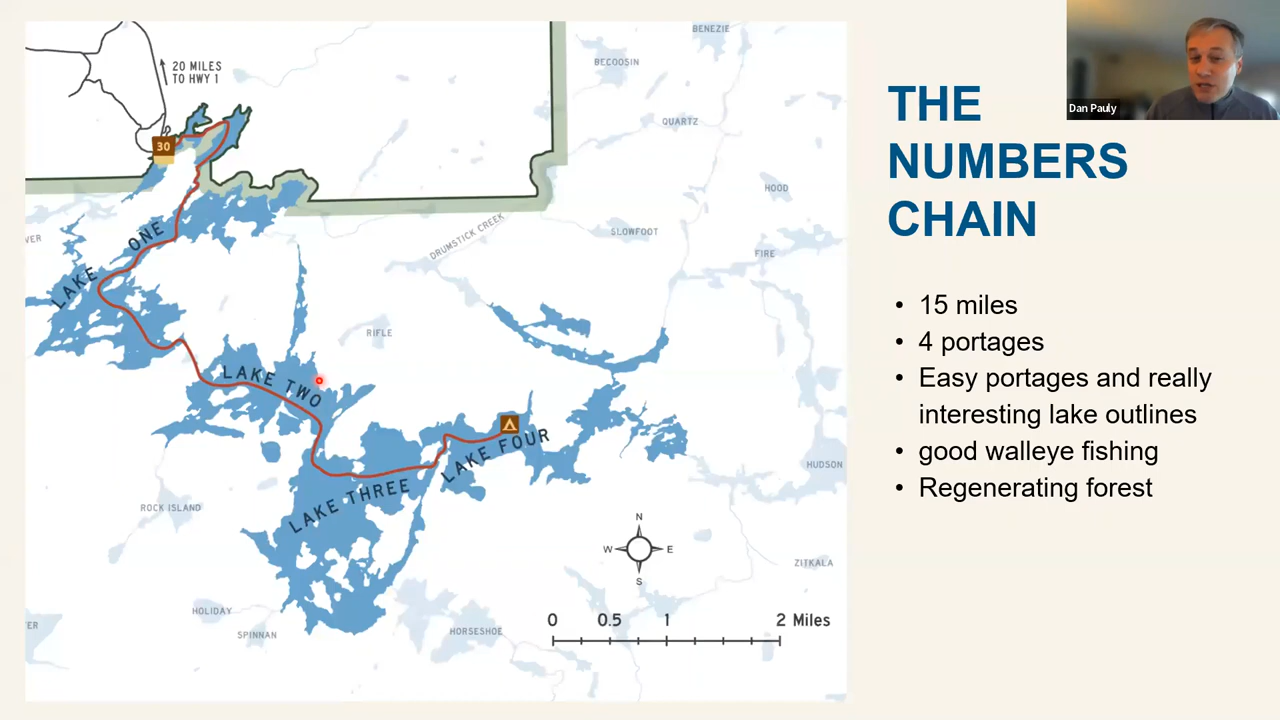 20 MILES
TO HWY 1
BENEZIE
BECOOSIN
30
QUARTZ
HOOD
VER
LAKE ONE
DRUMSTICK CREEK
SLOWFOOT
FIRE
RIFLE
LAKE TWO
LAKE FOUR
HUDSON
LAKE THREE
ROCK ISLAND
N
W E
S
ZITKALA
HOLIDAY
ER
SPINNAN
HORSESHOE
0 0.5 1 2 Miles
Dan Pauly
THE
NUMBERS
CHAIN
• 15 miles
• 4 portages
• Easy portages and really
interesting lake outlines
• good walleye fishing
• Regenerating forest